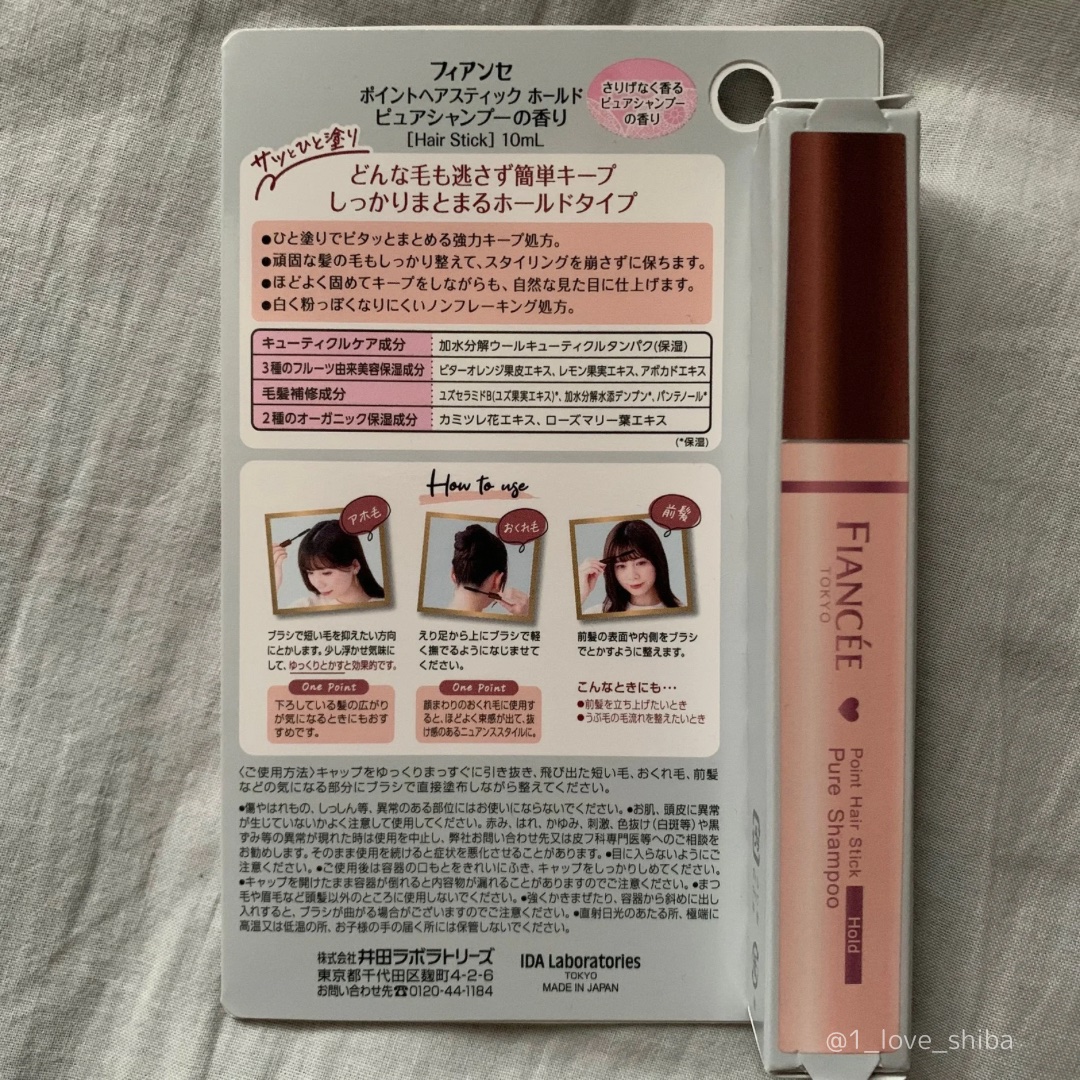 フィアンセ
ポイントヘアスティック ホールド
ピュアシャンプーの香り
[Hair Stick] 10mL
さりげなく香る
ピュアシャンプー
の香り
サッとひと塗り
どんな毛も逃さず簡単キープ
しっかりまとまるホールドタイプ
●ひと塗りでピタッとまとめる強力キープ処方。
●頑固な髪の毛もしっかり整えて、スタイリングを崩さずに保ちます。
●ほどよく固めてキープをしながらも、自然な見た目に仕上げます。
●白く粉っぽくなりにくいノンフレーキング処方。
キューティクルケア成分 加水分解ウールキューティクルタンパク(保湿)
3種のフルーツ由来美容保湿成分 ビターオレンジ果皮エキス、レモン果実エキス、アボカドエキス
毛髪補修成分 ユズセラミドB(ユズ果実エキス)*、加水分解水添デンプン*、パンテノール*
2種のオーガニック保湿成分 カミツレ花エキス、ローズマリー葉エキス
(*保湿)
How to use
アホ毛
ブラシで短い毛を抑えたい方向
にとかします。少し浮かせ気味に
して、ゆっくりとかすと効果的です。
One Point
下ろしている髪の広がり
が気になるときにもおす
すめです。
おくれ毛
えり足から上にブラシで軽
く撫でるようになじませて
ください。
One Point
顔まわりのおくれ毛に使用す
ると、ほどよく束感が出て、抜
け感のあるニュアンススタイルに。
前髪
前髪の表面や内側をブラシ
でとかすように整えます。
こんなときにも…
●前髪を立ち上げたいとき
●うぶ毛の毛流れを整えたいとき
〈ご使用方法〉キャップをゆっくりまっすぐに引き抜き、飛び出た短い毛、おくれ毛、前髪
などの気になる部分にブラシで直接塗布しながら整えてください。
●傷やはれもの、しっしん等、異常のある部位にはお使いにならないでください。●お肌、頭皮に異常
が生じていないかよく注意して使用してください。赤み、はれ、かゆみ、刺激、色抜け(白斑等)や黒
ずみ等の異常が現れた時は使用を中止し、弊社お問い合わせ先又は皮フ科専門医等へのご相談を
お勧めします。そのまま使用を続けると症状を悪化させることがあります。●目に入らないようにご
注意ください。●ご使用後は容器の口もとをきれいにふき、キャップをしっかりしめてください。
●キャップを開けたまま容器が倒れると内容物が漏れることがありますのでご注意ください。●まつ
毛や眉毛など頭髪以外のところに使用しないでください。●強くかきまぜたり、容器から斜めに出し
入れすると、ブラシが曲がる場合がございますのでご注意ください。●直射日光のあたる所、極端に
高温又は低温の所、お子様の手の届く所には保管しないでください。
株式会社 井田ラボラトリーズ
東京都千代田区麹町4-2-6
お問い合わせ先☎0120-44-1184
IDA Laboratories
TOKYO
MADE IN JAPAN
FIANCÉE
TOKYO
Point Hair Stick Hold
Pure Shampoo
@1_love_shiba